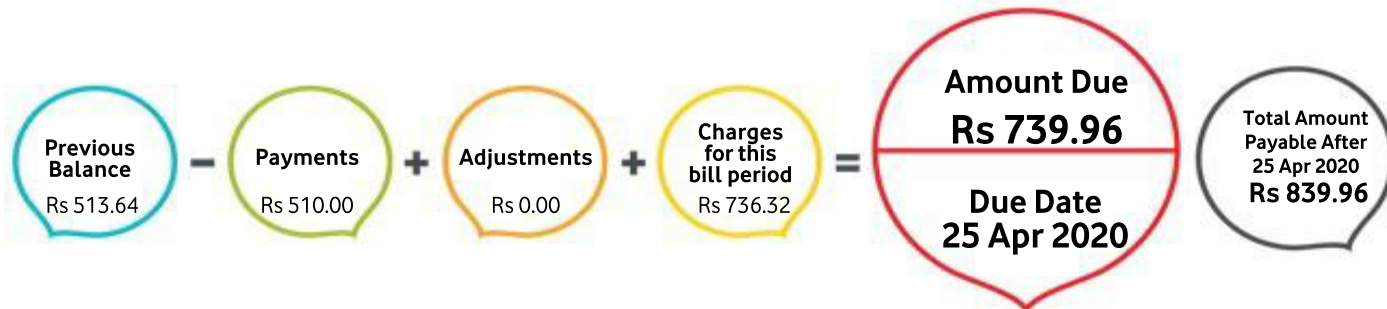 Previous
Balance
Rs 513.64
-
Payments
Rs 510.00
+
Adjustments
Rs 0.00
+
Charges
for this
bill period
Rs 736.32
=
Amount Due
Rs 739.96
Due Date
25 Apr 2020
Total Amount
Payable After
25 Apr 2020
Rs 839.96